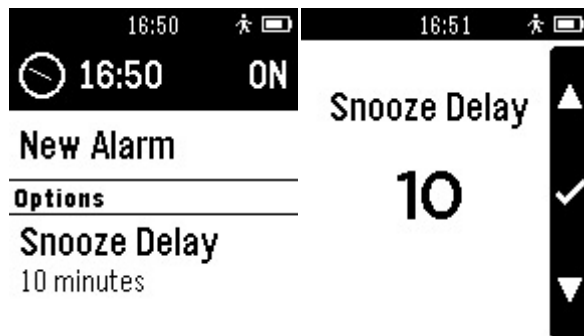 16:50
16:50 ON
New Alarm
Options
Snooze Delay
10 minutes
16:51
Snooze Delay
10